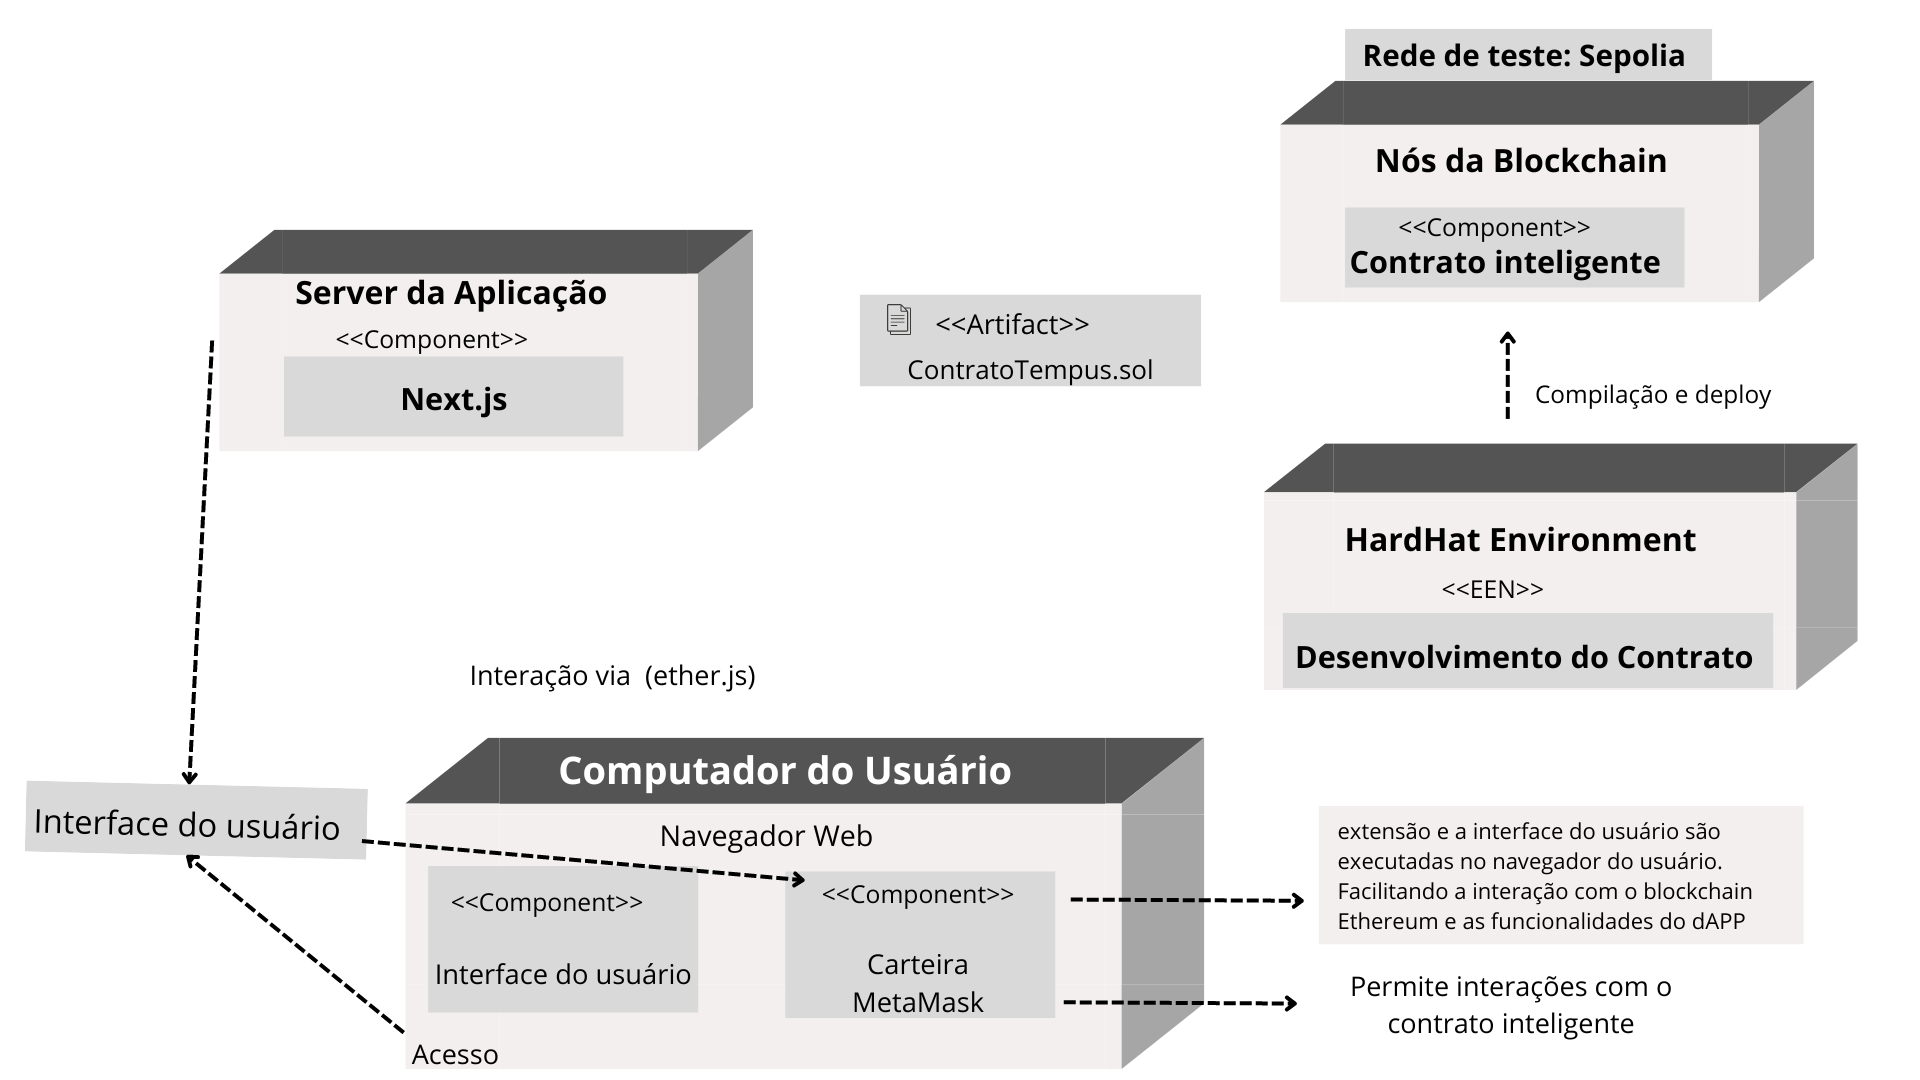 Rede de teste: Sepolia
Nós da Blockchain
<<Component>>
Contrato inteligente
Server da Aplicação
<<Component>>
Next.js
<<Artifact>>
ContratoTempus.sol
Compilação e deploy
HardHat Environment
<<EEN>>
Desenvolvimento do Contrato
Interação via (ether.js)
Computador do Usuário
Interface do usuário
Navegador Web
<<Component>>
Interface do usuário
<<Component>>
Carteira
MetaMask
Acesso
extensão e a interface do usuário são
executadas no navegador do usuário.
Facilitando a interação com o blockchain
Ethereum e as funcionalidades do dAPP
Permite interações com o
contrato inteligente